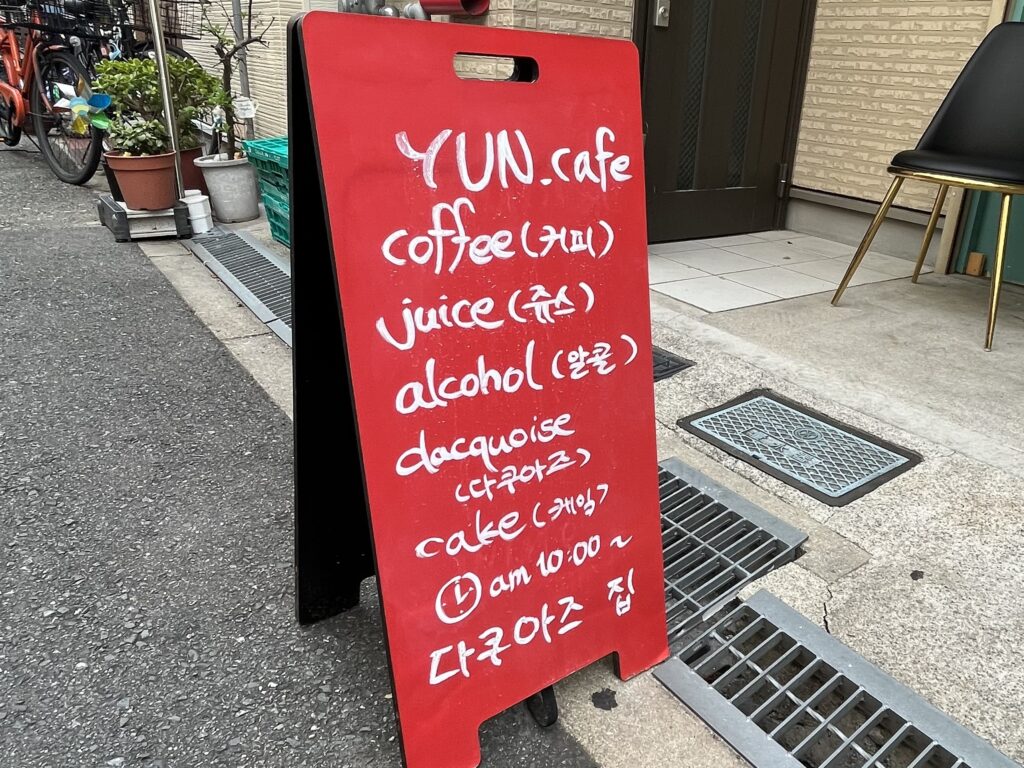 YUN.cafe
coffee (커피)
juice (쥬스)
alcohol (알콜)
dacquoise
(다쿠아즈)
cake (케잌)
am 10:00 ~
다쿠아즈 집